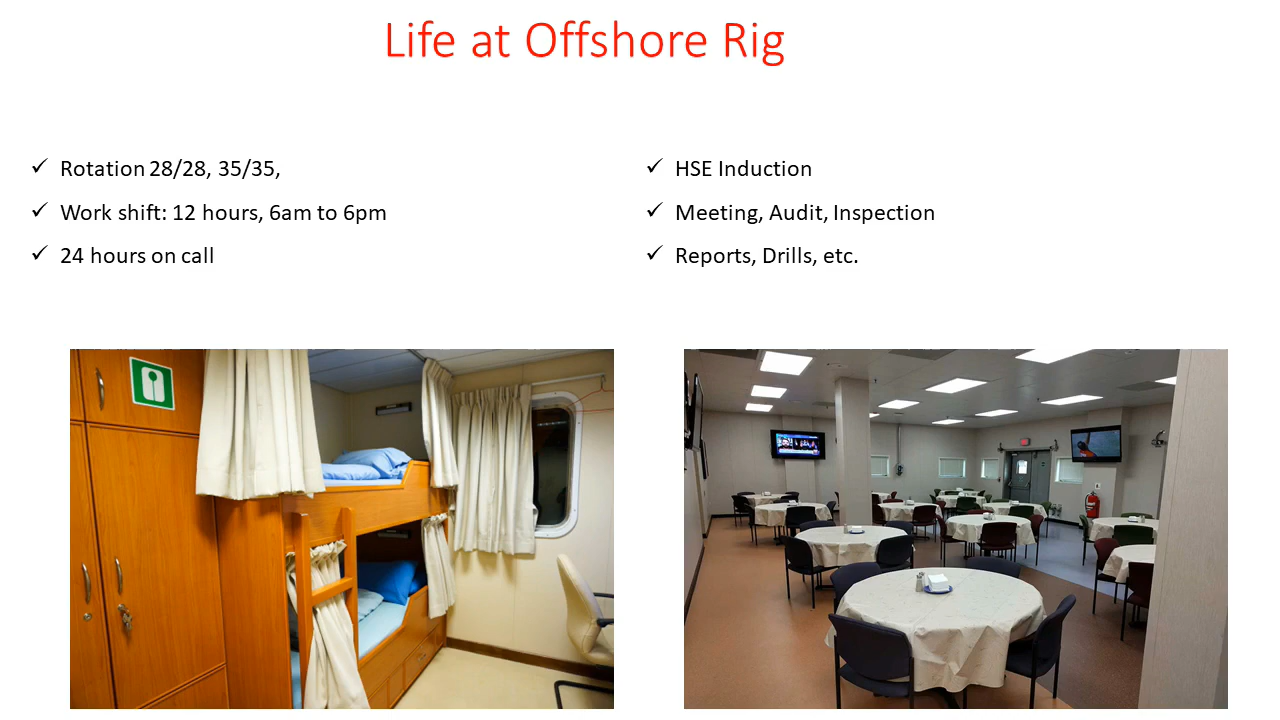 Life at Offshore Rig
✓ Rotation 28/28, 35/35,
✓ Work shift: 12 hours, 6am to 6pm
✓ 24 hours on call
✓ HSE Induction
✓ Meeting, Audit, Inspection
✓ Reports, Drills, etc.